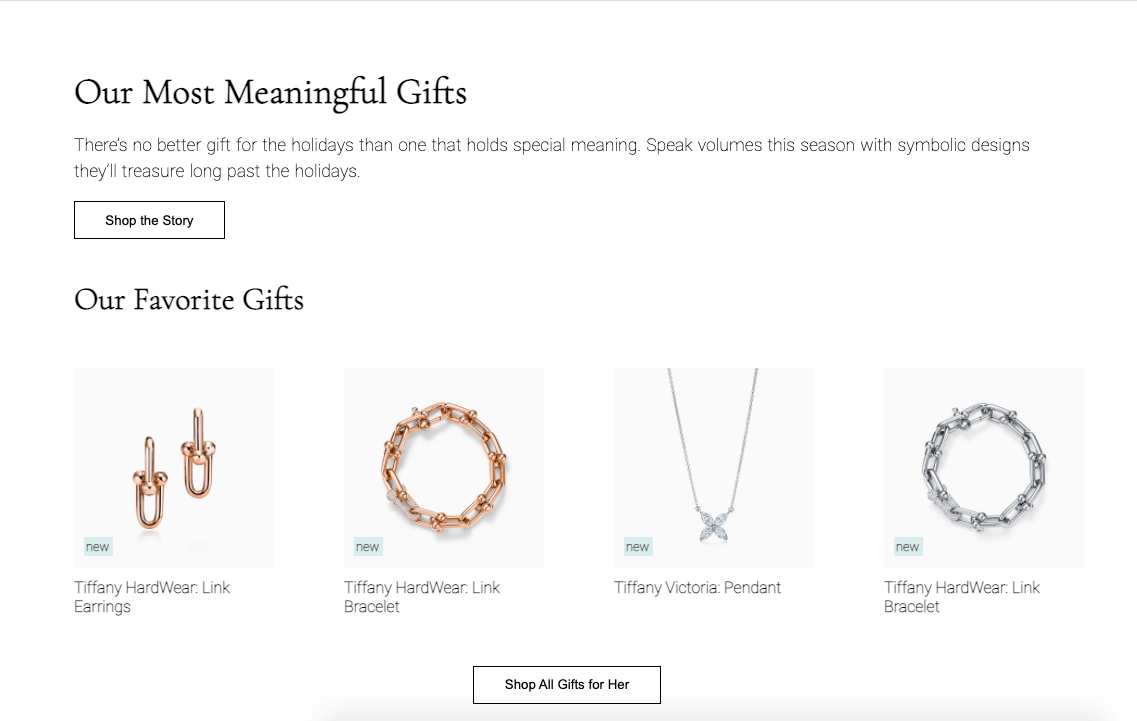 Our Most Meaningful Gifts
There's no better gift for the holidays than one that holds special meaning. Speak volumes this season with symbolic designs
they'll treasure long past the holidays.
Shop the Story
Our Favorite Gifts
new
new
new
new
Tiffany HardWear: Link
Earrings
Tiffany HardWear: Link
Bracelet
Tiffany Victoria: Pendant
Tiffany HardWear: Link
Bracelet
Shop All Gifts for Her